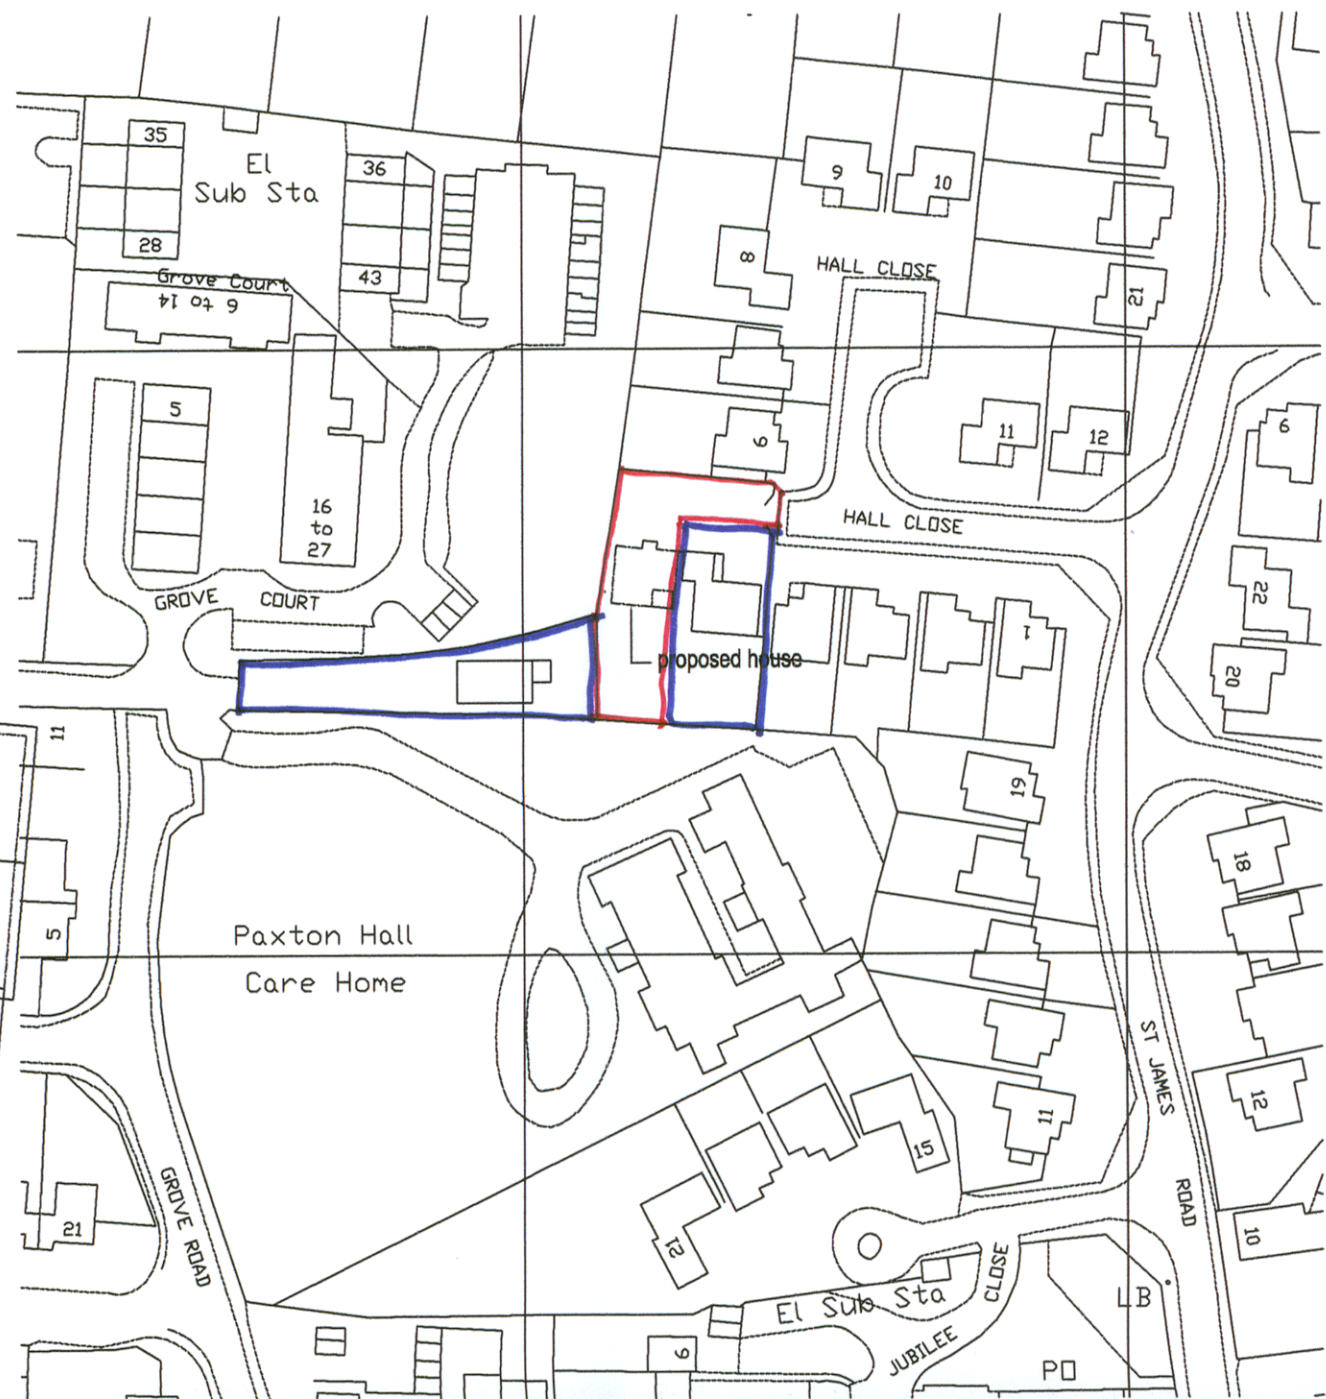 35
El
Sub Sta
36
9
10
28
Grove Court
43
8
HALL CLOSE
6 to 14
21
5
6
11
12
6
16
to
27
HALL CLOSE
GROVE COURT
22
1
proposed house
20
11
19
18
5
Paxton Hall
Care Home
ST JAMES
ROAD
12
11
15
GROVE ROAD
21
21
10
CLOSE
El Sub Sta
LB
JUBILEE
9
PO